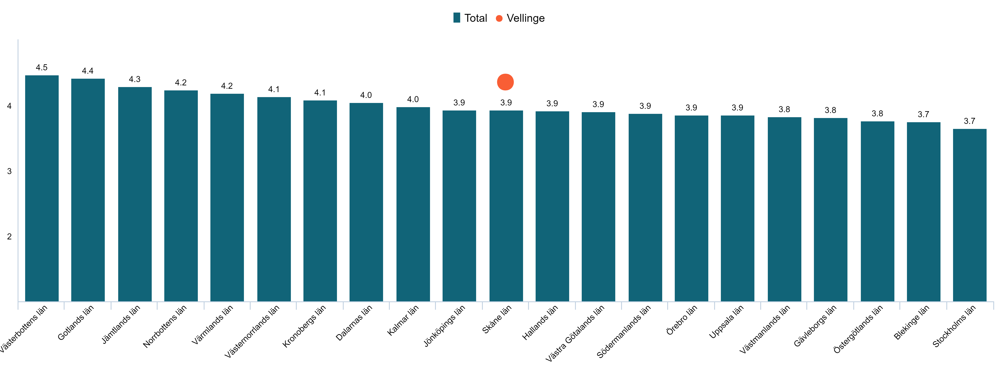 Total Vellinge
4.5 4.4 4.3 4.2 4.2 4.1 4.1 4.0 4.0 3.9 3.9 3.9 3.9 3.9 3.9 3.9 3.8 3.8 3.8 3.7 3.7
4
3
2
Västerbottens län
Gotlands län
Jämtlands län
Norrbottens län
Värmlands län
Västernorrlands län
Kronobergs län
Dalarnas län
Kalmar län
Jönköpings län
Skåne län
Hallands län
Västra Götalands län
Södermanlands län
Örebro län
Uppsala län
Västmanlands län
Gävleborgs län
Östergötlands län
Blekinge län
Stockholms län